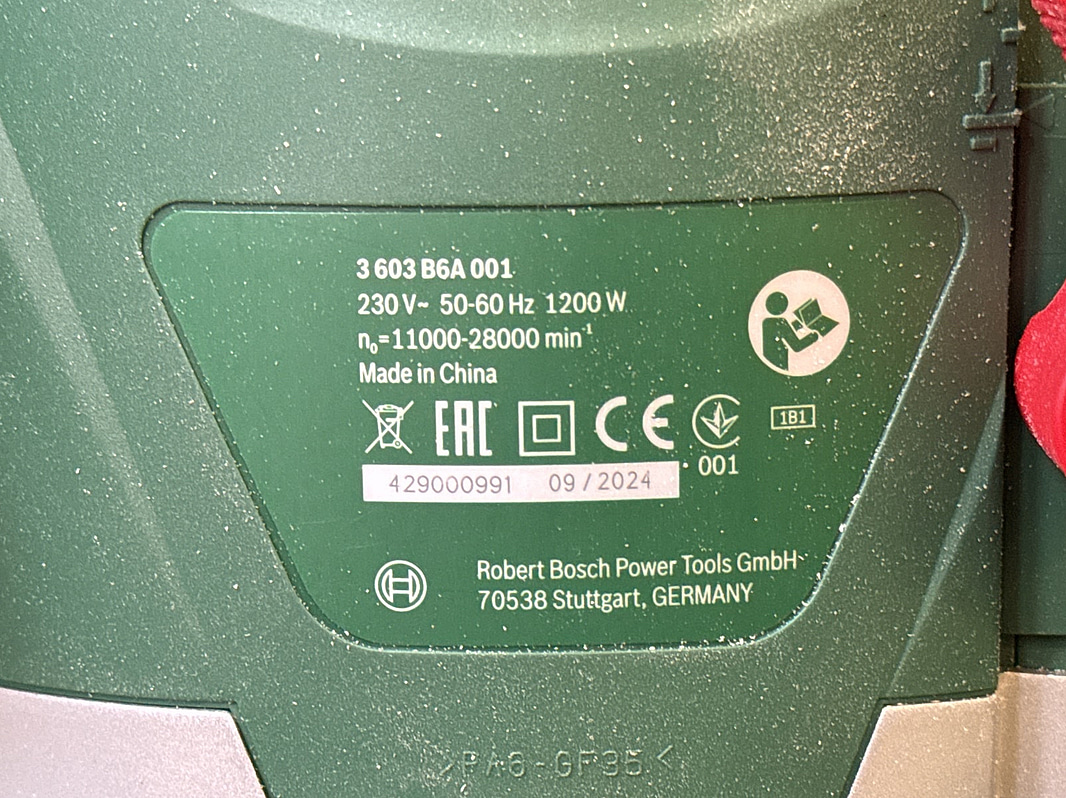 3 603 B6A 001
230 V~ 50-60 Hz 1200 W
n₀=11000-28000 min⁻¹
Made in China
EAC CE 1B1
001
429000991 09/2024
Robert Bosch Power Tools GmbH
70538 Stuttgart, GERMANY
>PA6-GF35<